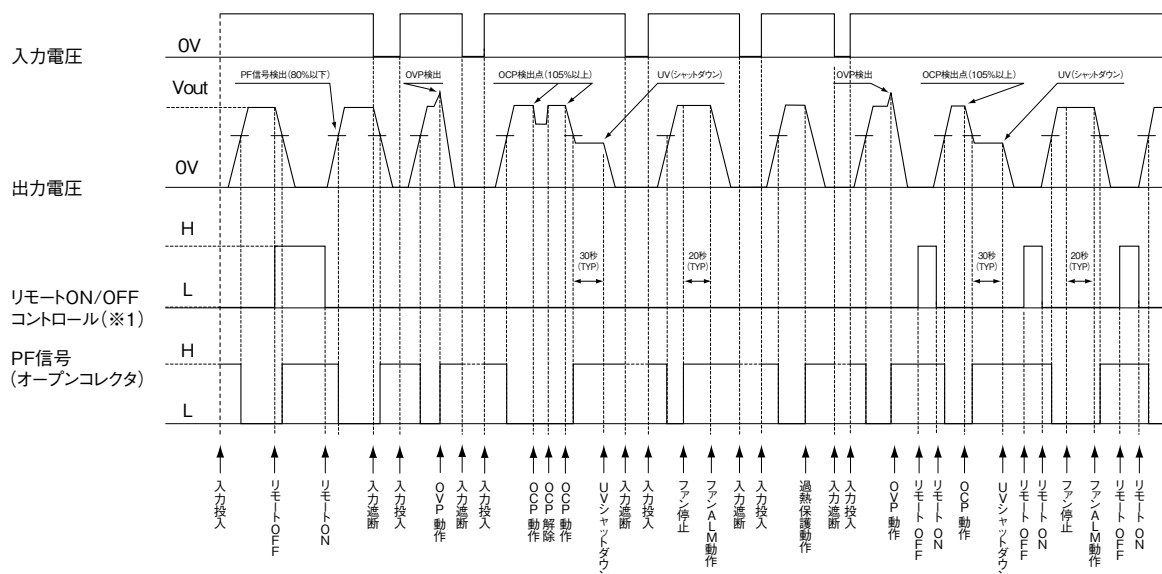 入力電圧
0V
PF信号検出(80%以下)
OVP検出
OCP検出点(105%以上)
UV(シャットダウン)
OVP検出
OCP検出点(105%以上)
UV(シャットダウン)
Vout
0V
出力電圧
H
L
30秒
(TYP)
20秒
(TYP)
30秒
(TYP)
20秒
(TYP)
リモートON/OFF
コントロール(※1)
PF信号
(オープンコレクタ)
H
L
入力投入
リモートOFF
リモートON
入力遮断
入力投入
OVP動作
入力遮断
入力投入
OCP動作
OCP解除
OCP動作
UVシャットダウン
入力遮断
入力投入
ファン停止
ファンALM動作
入力遮断
入力投入
過熱保護動作
入力遮断
入力投入
OVP動作
リモートOFF
リモートON
OCP動作
UVシャットダウン
リモートOFF
リモートON
ファン停止
ファンALM動作
リモートOFF
リモートON